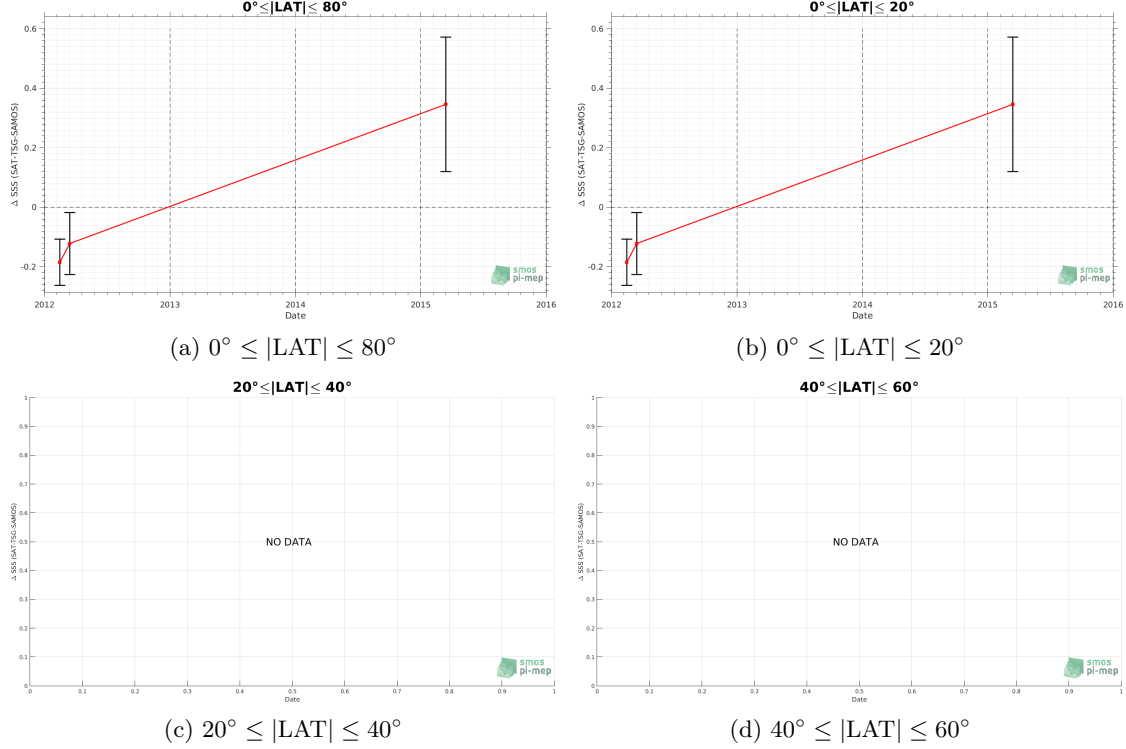 0°≤|LAT|≤ 80°
0.6
0.4
0.2
0
-0.2
Δ SSS (SAT-TSG-SAMOS)
2012 2013 2014 2015 2016
Date
smos
pi-mep
(a) 0° ≤ |LAT| ≤ 80°
0°≤|LAT|≤ 20°
0.6
0.4
0.2
0
-0.2
Δ SSS (SAT-TSG-SAMOS)
2012 2013 2014 2015 2016
Date
smos
pi-mep
(b) 0° ≤ |LAT| ≤ 20°
20°≤|LAT|≤ 40°
1
0.9
0.8
0.7
0.6
0.5
0.4
0.3
0.2
0.1
0
Δ SSS (SAT-TSG-SAMOS)
NO DATA
0 0.1 0.2 0.3 0.4 0.5 0.6 0.7 0.8 0.9 1
Date
smos
pi-mep
(c) 20° ≤ |LAT| ≤ 40°
40°≤|LAT|≤ 60°
1
0.9
0.8
0.7
0.6
0.5
0.4
0.3
0.2
0.1
0
Δ SSS (SAT-TSG-SAMOS)
NO DATA
0 0.1 0.2 0.3 0.4 0.5 0.6 0.7 0.8 0.9 1
Date
smos
pi-mep
(d) 40° ≤ |LAT| ≤ 60°